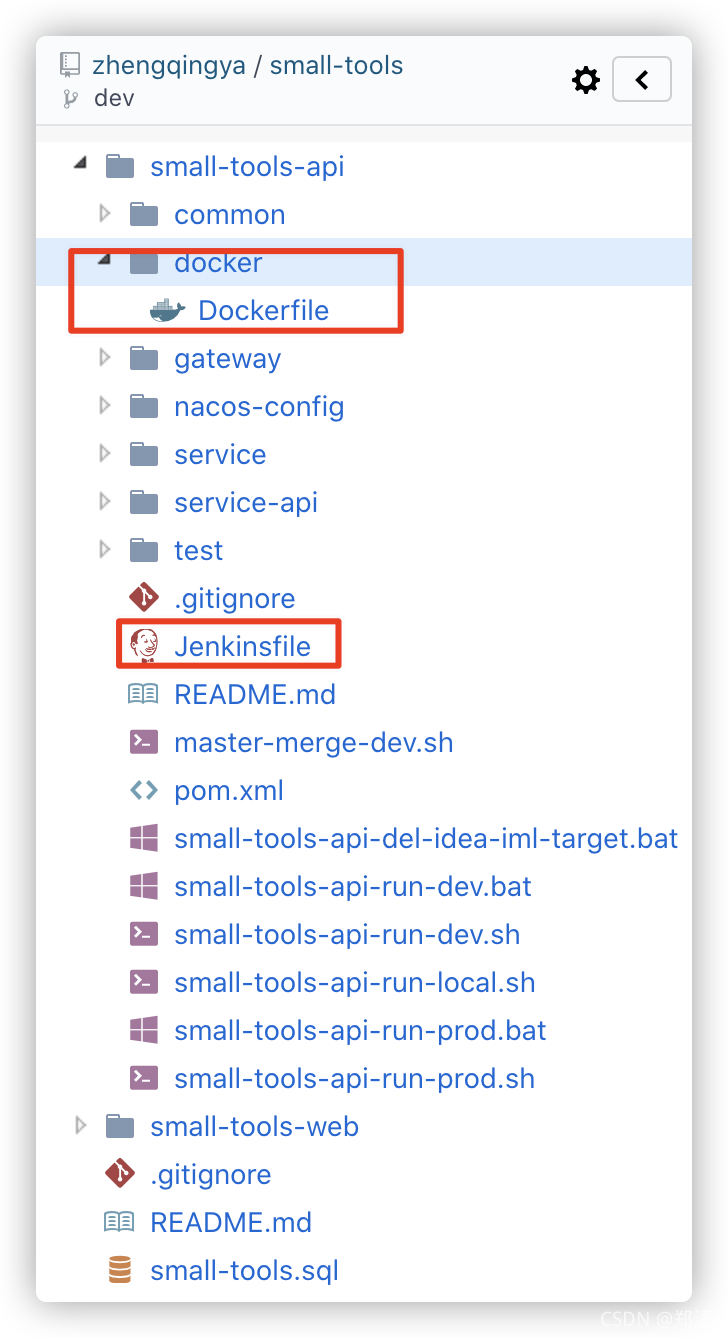 zhengqingya / small-tools
dev
small-tools-api
common
docker
Dockerfile
gateway
nacos-config
service
service-api
test
.gitignore
Jenkinsfile
README.md
master-merge-dev.sh
pom.xml
small-tools-api-del-idea-iml-target.bat
small-tools-api-run-dev.bat
small-tools-api-run-dev.sh
small-tools-api-run-local.sh
small-tools-api-run-prod.bat
small-tools-api-run-prod.sh
small-tools-web
.gitignore
README.md
small-tools.sql
CSDN @郑